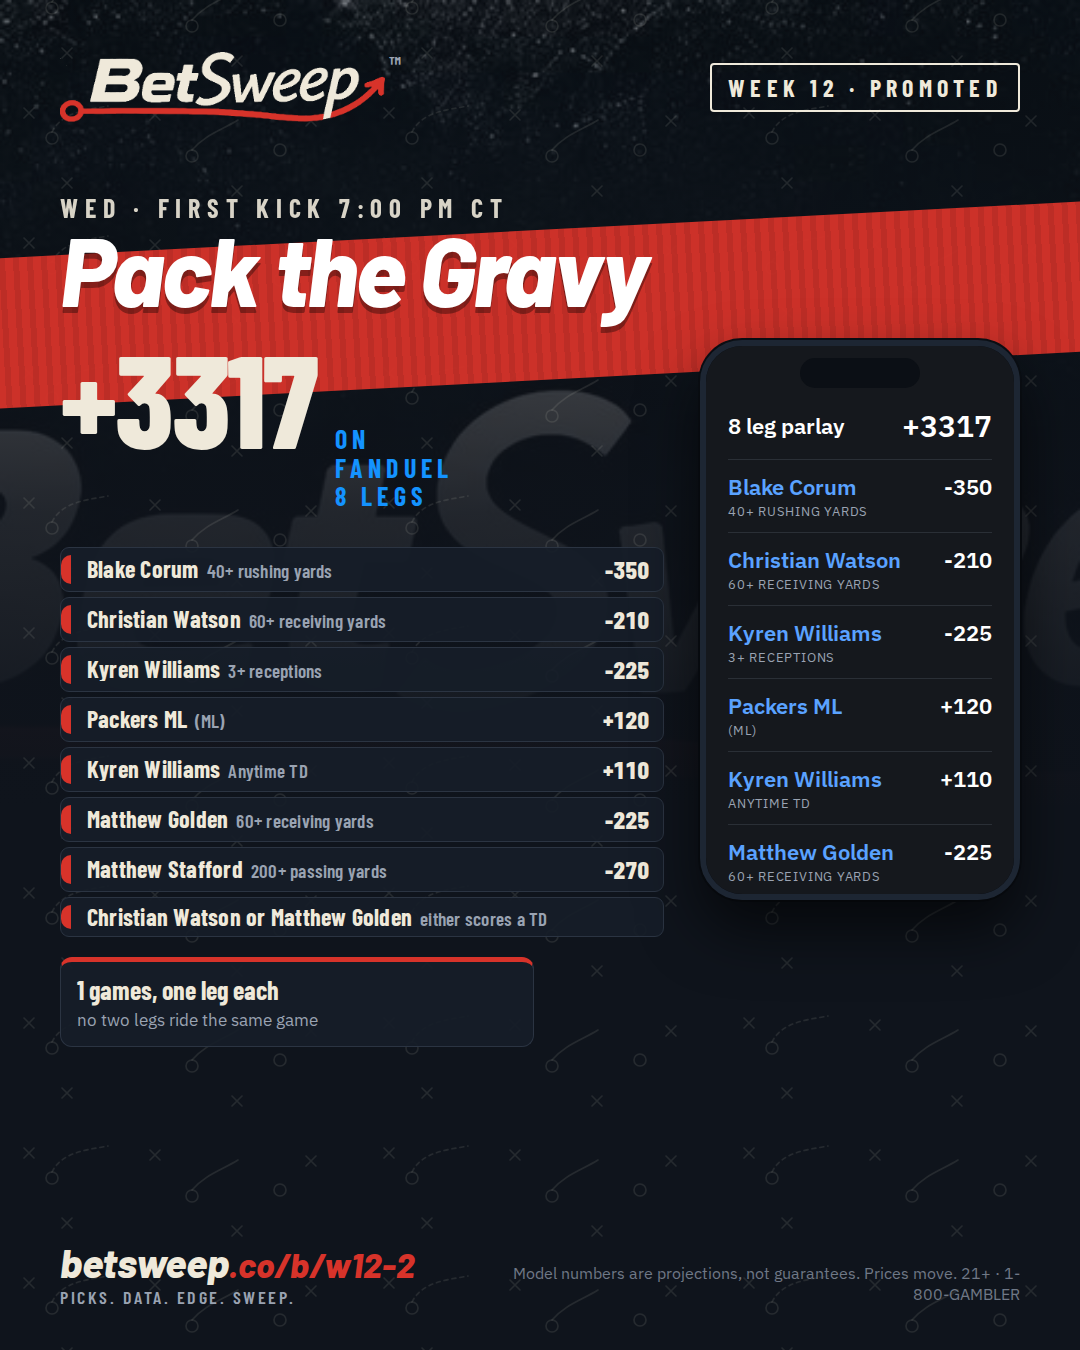 BetSweep™
WEEK 12 · PROMOTED
WED · FIRST KICK 7:00 PM CT
Pack the Gravy
+3317
ON
FANDUEL
8 LEGS
Blake Corum 40+ rushing yards -350
Christian Watson 60+ receiving yards -210
Kyren Williams 3+ receptions -225
Packers ML (ML) +120
Kyren Williams Anytime TD +110
Matthew Golden 60+ receiving yards -225
Matthew Stafford 200+ passing yards -270
Christian Watson or Matthew Golden either scores a TD
1 games, one leg each
no two legs ride the same game
8 leg parlay +3317
Blake Corum -350
40+ RUSHING YARDS
Christian Watson -210
60+ RECEIVING YARDS
Kyren Williams -225
3+ RECEPTIONS
Packers ML +120
(ML)
Kyren Williams +110
ANYTIME TD
Matthew Golden -225
60+ RECEIVING YARDS
betsweep.co/b/w12-2
PICKS. DATA. EDGE. SWEEP.
Model numbers are projections, not guarantees. Prices move. 21+ · 1-
800-GAMBLER